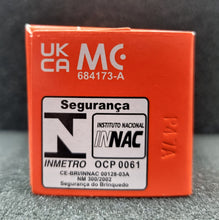 UK
CA
MC
684173-A
Segurança
INSTITUTO NACIONAL
INNAC
INMETRO
OCP 0061
CE-BRI/INNAC 00128-03A
NM 300/2002
Segurança do Brinquedo